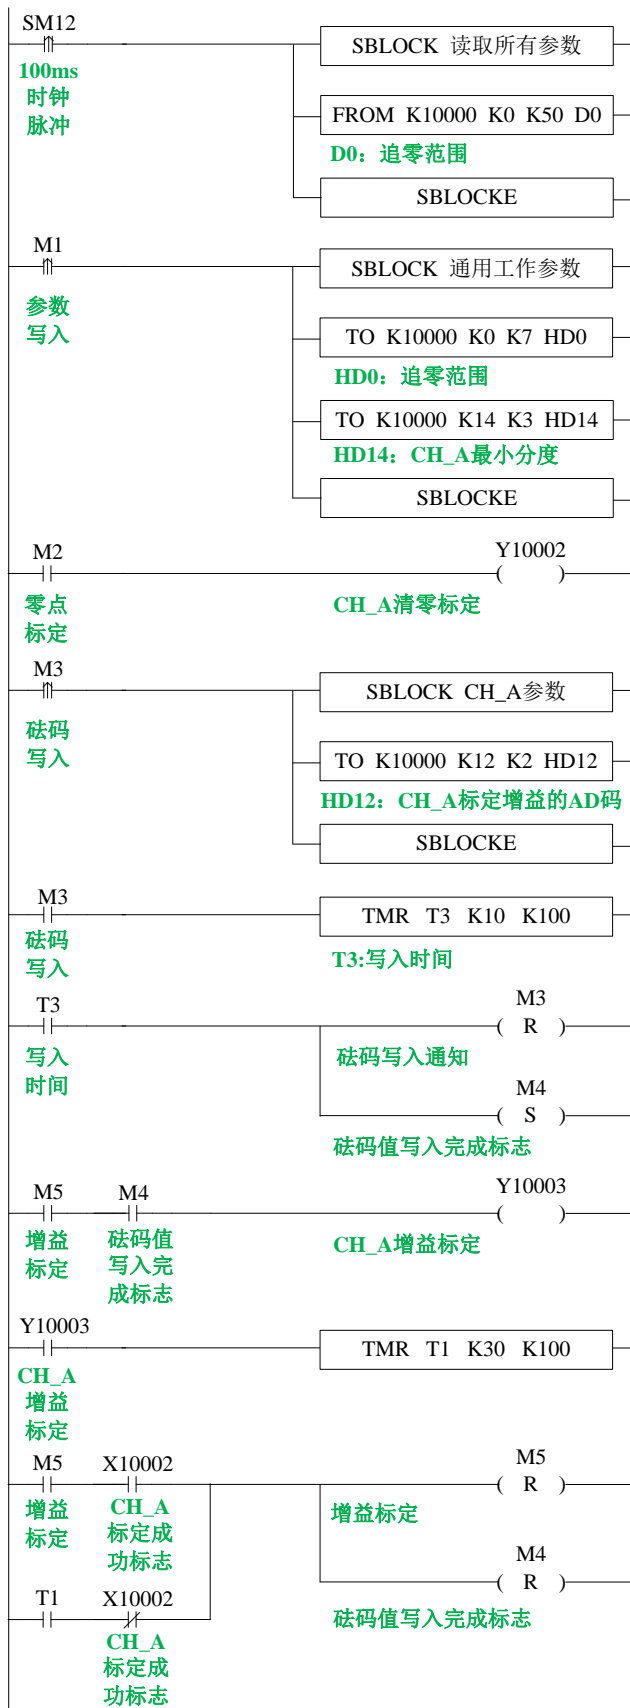 SM12
SBLOCK 读取所有参数
100ms
时钟
脉冲
FROM K10000 K0 K50 D0
D0：追零范围
SBLOCKE
M1
SBLOCK 通用工作参数
参数
写入
TO K10000 K0 K7 HD0
HD0：追零范围
TO K10000 K14 K3 HD14
HD14：CH_A最小分度
SBLOCKE
M2
Y10002
( )
零点
标定
CH_A清零标定
M3
SBLOCK CH_A参数
砝码
写入
TO K10000 K12 K2 HD12
HD12：CH_A标定增益的AD码
SBLOCKE
M3
TMR T3 K10 K100
砝码
写入
T3:写入时间
T3
M3
( R )
写入
时间
砝码写入通知
M4
( S )
砝码值写入完成标志
M5 M4
Y10003
( )
增益
标定
砝码值
写入完
成标志
CH_A增益标定
Y10003
TMR T1 K30 K100
CH_A
增益
标定
M5 X10002
M5
( R )
增益
标定
CH_A
标定成
功标志
增益标定
M4
( R )
T1 X10002
砝码值写入完成标志
CH_A
标定成
功标志